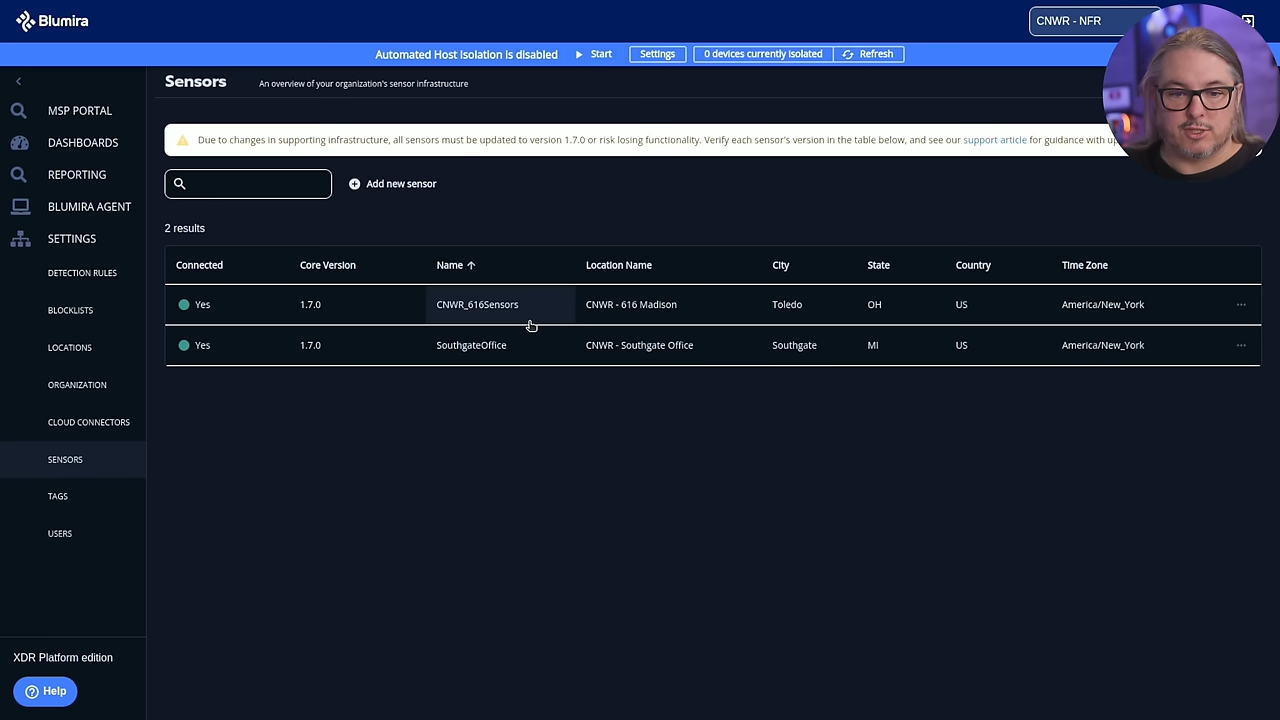 Blumira
CNWR - NFR
Automated Host Isolation is disabled Start Settings 0 devices currently isolated Refresh
Sensors An overview of your organization's sensor infrastructure
MSP PORTAL
DASHBOARDS
REPORTING
BLUMIRA AGENT
SETTINGS
DETECTION RULES
BLOCKLISTS
LOCATIONS
ORGANIZATION
CLOUD CONNECTORS
SENSORS
TAGS
USERS
XDR Platform edition
Help
Due to changes in supporting infrastructure, all sensors must be updated to version 1.7.0 or risk losing functionality. Verify each sensor's version in the table below, and see our support article for guidance with
Add new sensor
2 results
Connected Core Version Name Location Name City State Country Time Zone
Yes 1.7.0 CNWR_616Sensors CNWR - 616 Madison Toledo OH US America/New_York
Yes 1.7.0 SouthgateOffice CNWR - Southgate Office Southgate MI US America/New_York